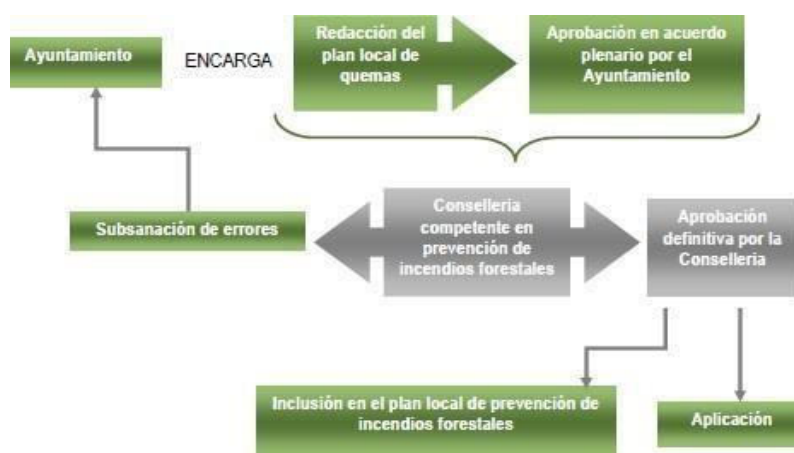 Ayuntamiento
ENCARGA
Redacción del
plan local de
quemas
Aprobación en acuerdo
plenario por el
Ayuntamiento
Subsanación de errores
Conselleria
competente en
prevención de
incendios forestales
Aprobación
definitiva por la
Conselleria
Inclusión en el plan local de prevención de
incendios forestales
Aplicación